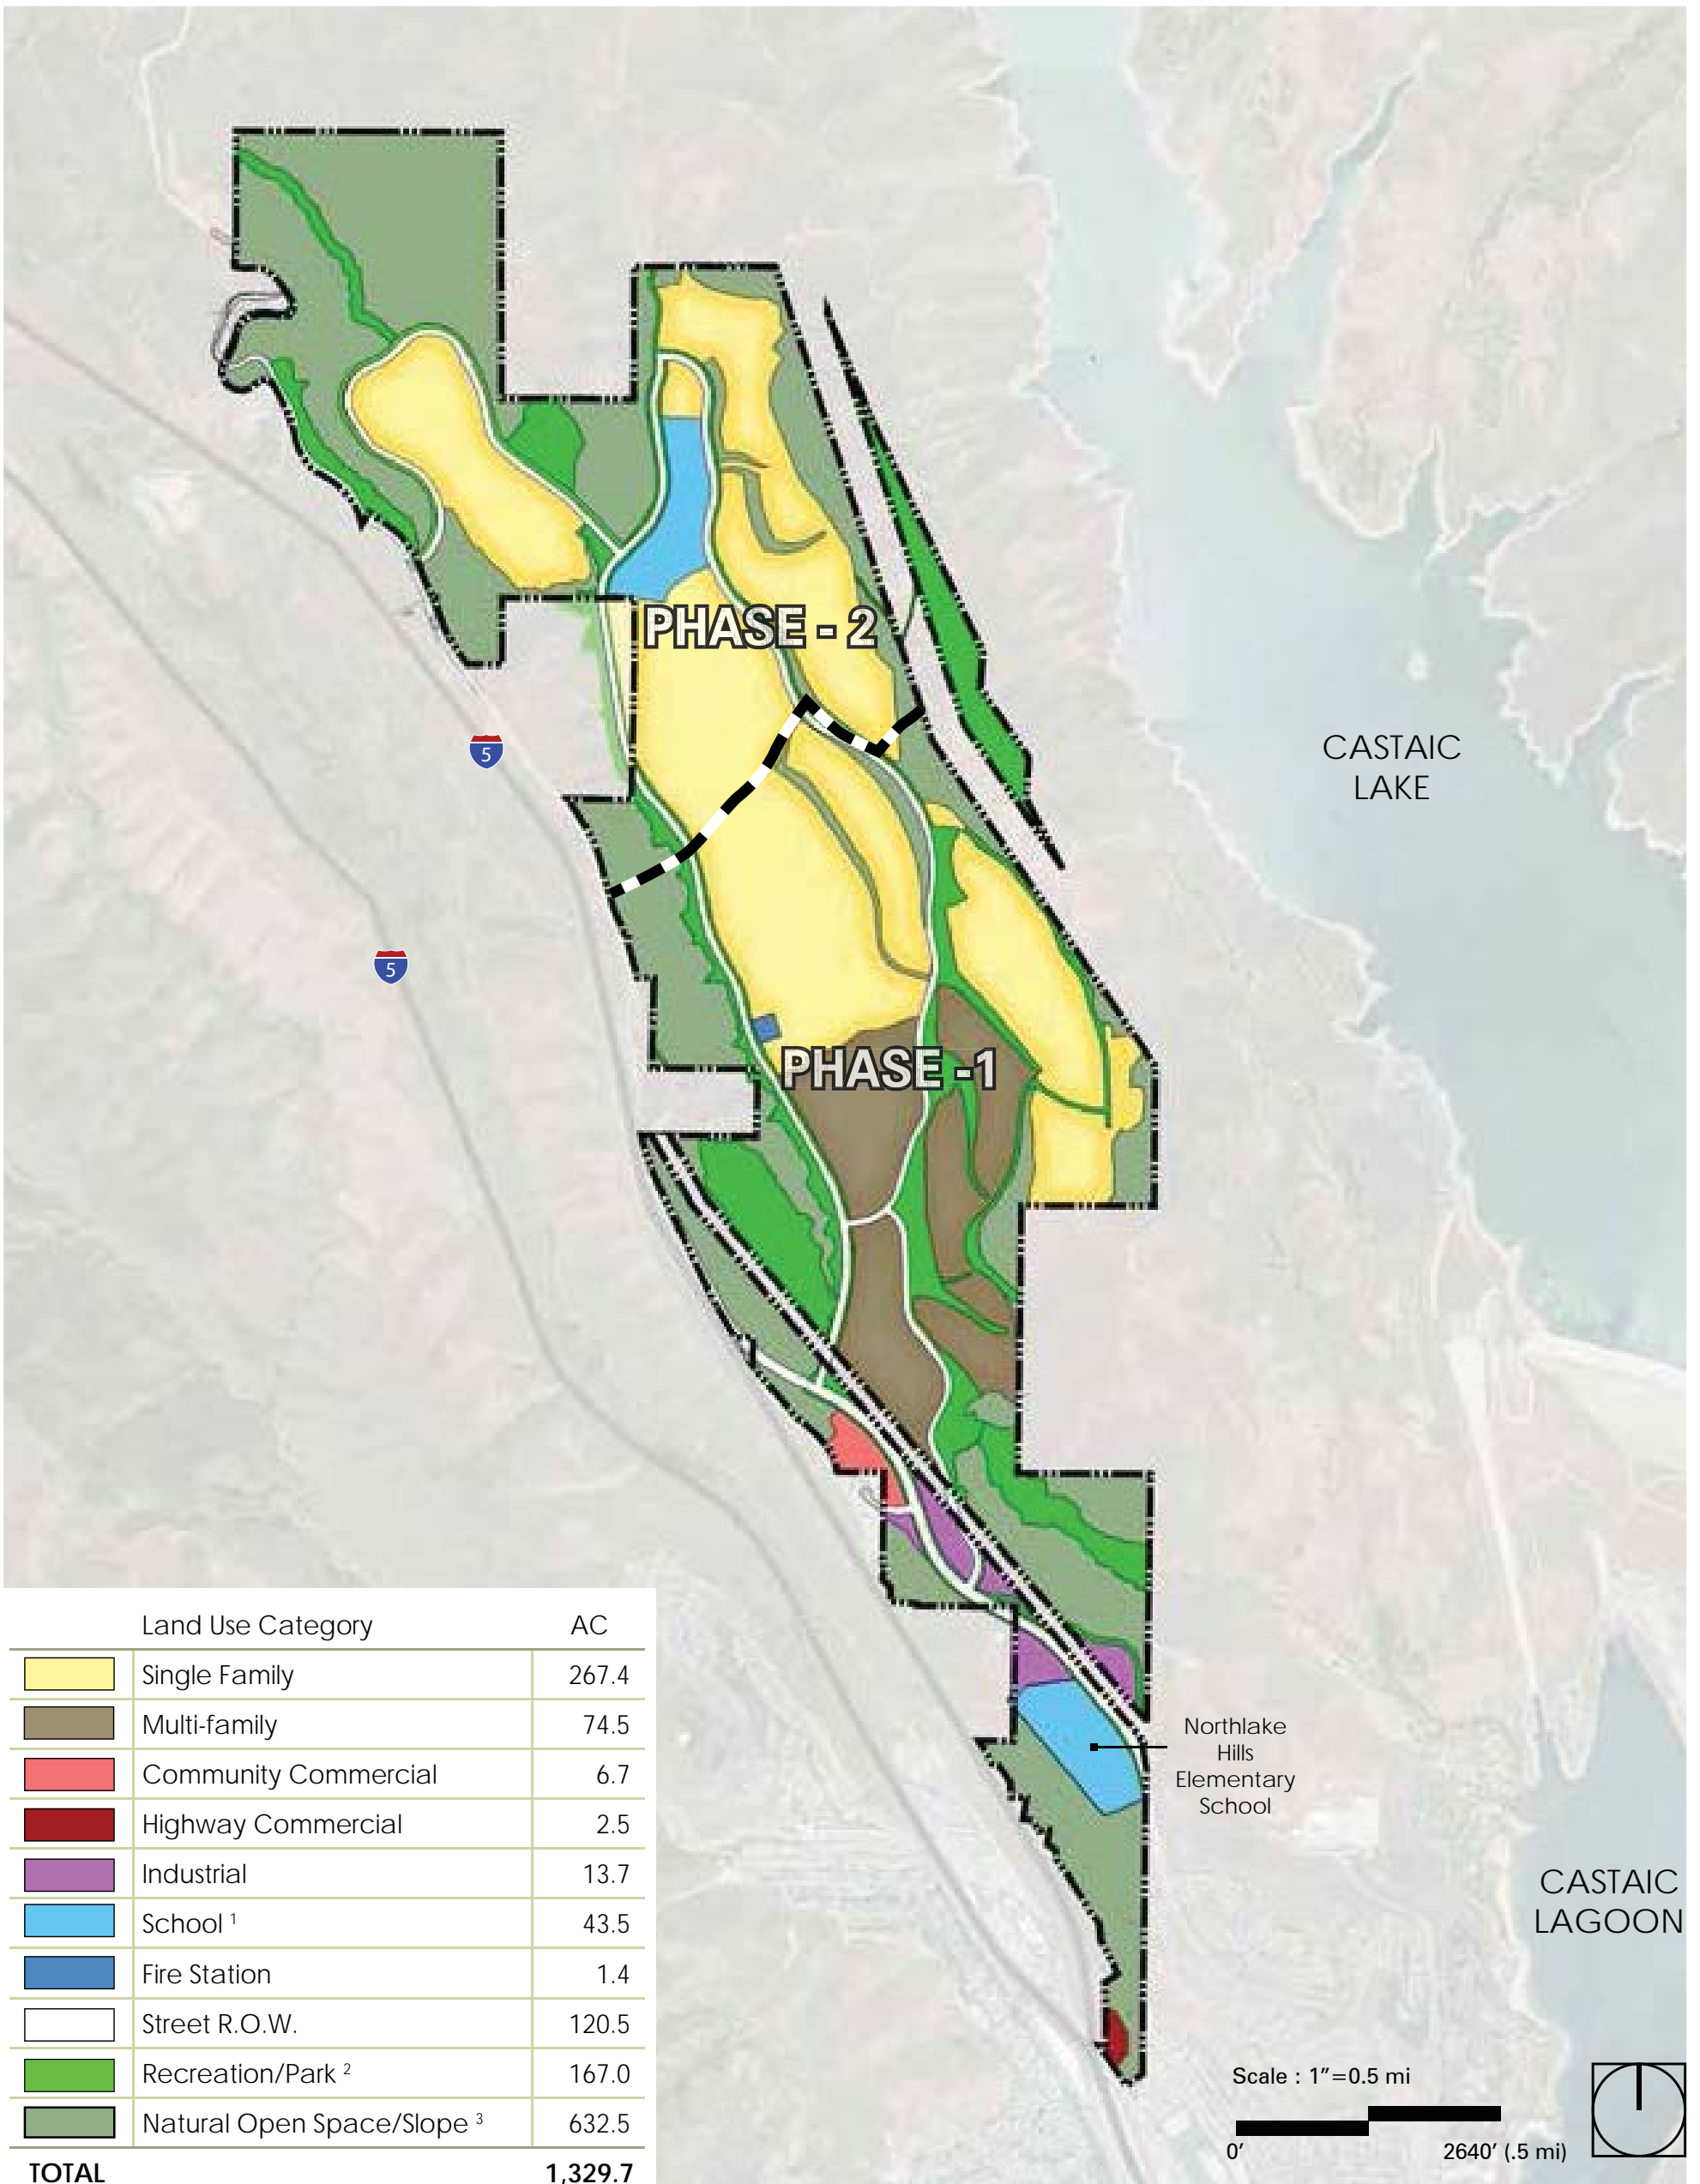 PHASE - 2
5
CASTAIC
LAKE
5
PHASE -1
Land Use Category AC
Single Family 267.4
Multi-family 74.5
Community Commercial 6.7
Highway Commercial 2.5
Industrial 13.7
School 1 43.5
Fire Station 1.4
Street R.O.W. 120.5
Recreation/Park 2 167.0
Natural Open Space/Slope 3 632.5
TOTAL 1,329.7
Northlake
Hills
Elementary
School
CASTAIC
LAGOON
Scale : 1”=0.5 mi
0’ 2640’ (.5 mi)